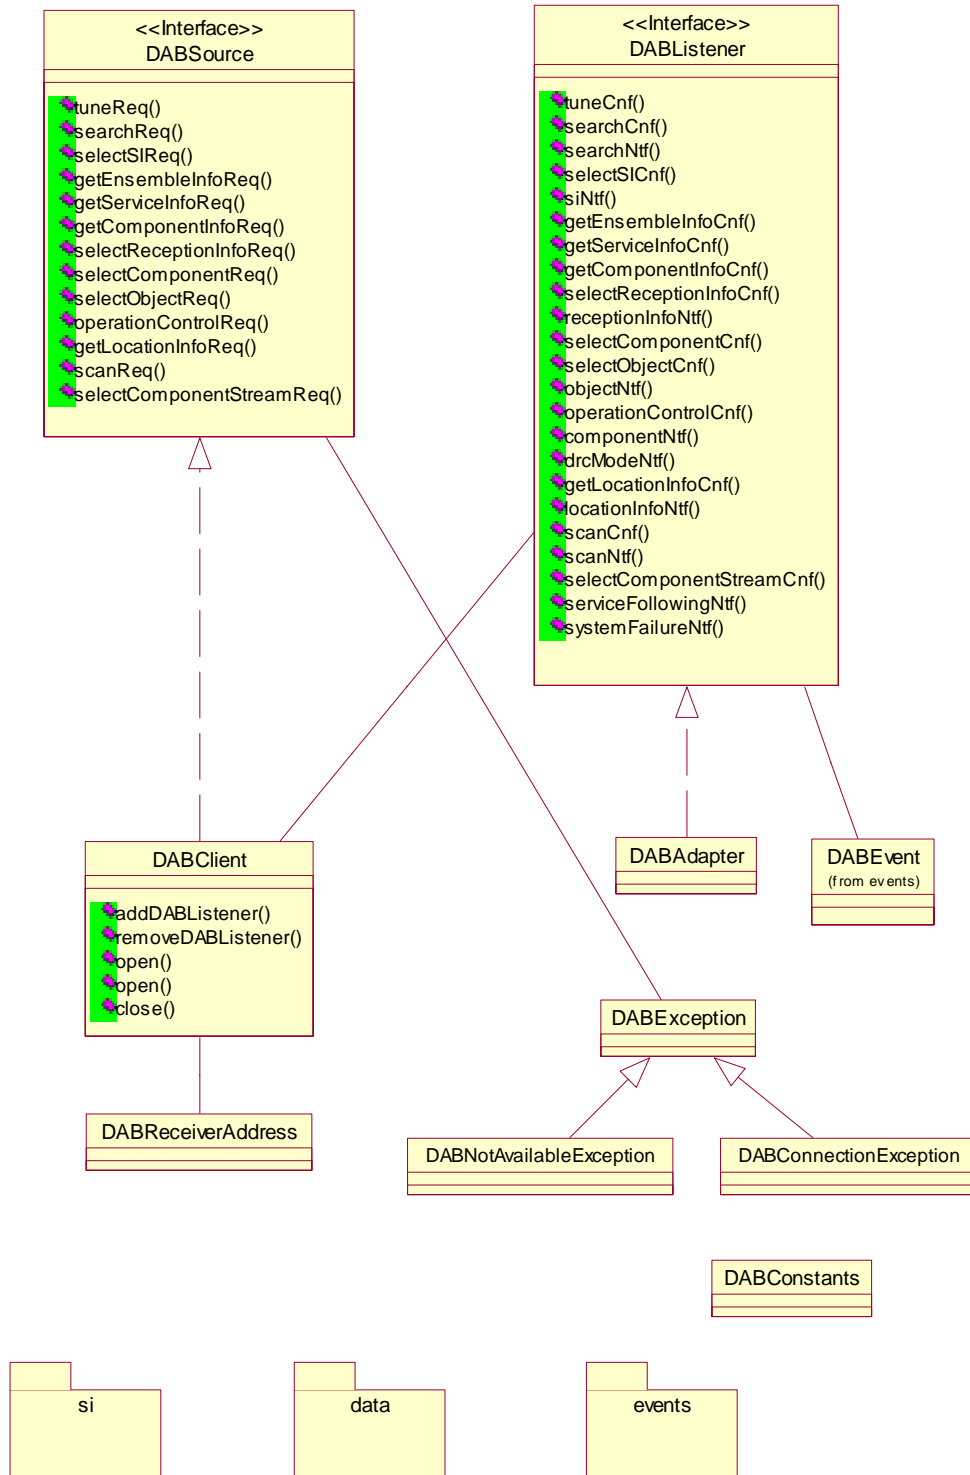 <<Interface>>
DABSource
tuneReq()
searchReq()
selectSIReq()
getEnsembleInfoReq()
getServiceInfoReq()
getComponentInfoReq()
selectReceptionInfoReq()
selectComponentReq()
selectObjectReq()
operationControlReq()
getLocationInfoReq()
scanReq()
selectComponentStreamReq()
<<Interface>>
DABListener
tuneCnf()
searchCnf()
searchNtf()
selectSICnf()
siNtf()
getEnsembleInfoCnf()
getServiceInfoCnf()
getComponentInfoCnf()
selectReceptionInfoCnf()
receptionInfoNtf()
selectComponentCnf()
selectObjectCnf()
objectNtf()
operationControlCnf()
componentNtf()
drcModeNtf()
getLocationInfoCnf()
locationInfoNtf()
scanCnf()
scanNtf()
selectComponentStreamCnf()
serviceFollowingNtf()
systemFailureNtf()
DABClient
addDABListener()
removeDABListener()
open()
open()
close()
DABAdapter
DABEvent
(from events)
DABException
DABReceiverAddress
DABNotAvailableException
DABConnectionException
DABConstants
si
data
events